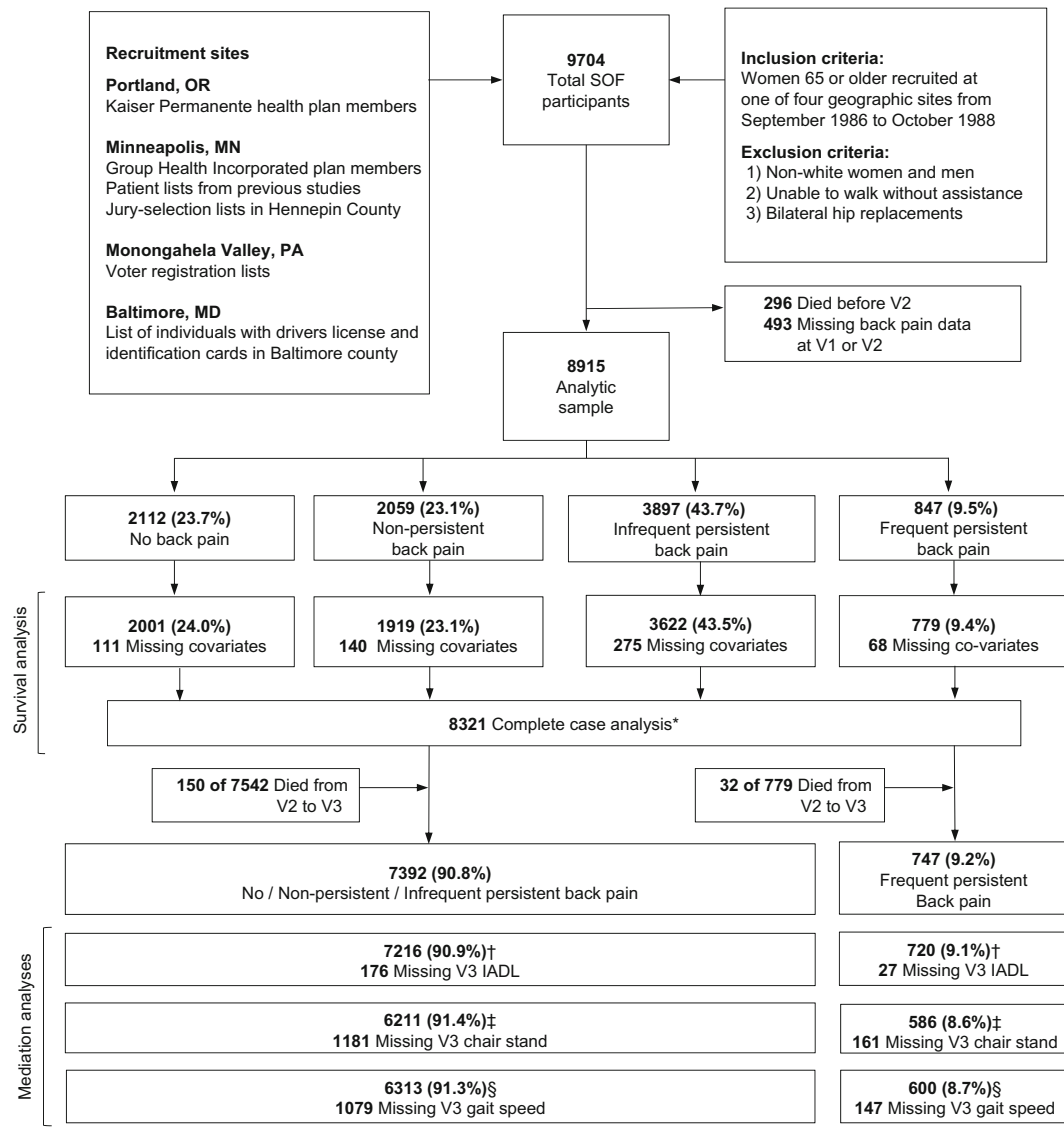 Recruitment sites
Portland, OR
Kaiser Permanente health plan members
Minneapolis, MN
Group Health Incorporated plan members
Patient lists from previous studies
Jury-selection lists in Hennepin County
Monongahela Valley, PA
Voter registration lists
Baltimore, MD
List of individuals with drivers license and
identification cards in Baltimore county
9704
Total SOF
participants
Inclusion criteria:
Women 65 or older recruited at
one of four geographic sites from
September 1986 to October 1988
Exclusion criteria:
1) Non-white women and men
2) Unable to walk without assistance
3) Bilateral hip replacements
296 Died before V2
493 Missing back pain data
at V1 or V2
8915
Analytic
sample
2112 (23.7%)
No back pain
2059 (23.1%)
Non-persistent
back pain
3897 (43.7%)
Infrequent persistent
back pain
847 (9.5%)
Frequent persistent
back pain
Survival analysis
2001 (24.0%)
111 Missing covariates
1919 (23.1%)
140 Missing covariates
3622 (43.5%)
275 Missing covariates
779 (9.4%)
68 Missing co-variates
8321 Complete case analysis*
150 of 7542 Died from
V2 to V3
32 of 779 Died from
V2 to V3
7392 (90.8%)
No / Non-persistent / Infrequent persistent back pain
747 (9.2%)
Frequent persistent
Back pain
Mediation analyses
7216 (90.9%)†
176 Missing V3 IADL
720 (9.1%)†
27 Missing V3 IADL
6211 (91.4%)‡
1181 Missing V3 chair stand
586 (8.6%)‡
161 Missing V3 chair stand
6313 (91.3%)§
1079 Missing V3 gait speed
600 (8.7%)§
147 Missing V3 gait speed